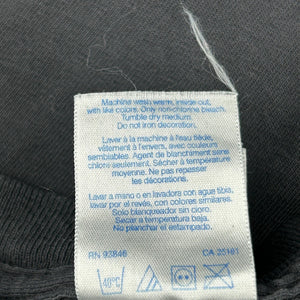 Machine wash warm, inside out,
with like colors. Only non-chlorine bleach.
Tumble dry medium.
Do not iron decoration.
Laver à la machine à l'eau tiède,
vêtement à l'envers, avec couleurs
semblables. Agent de blanchiment sans
chlore seulement. Sécher à température
moyenne. Ne pas repasser
les décorations.
Lavar a mano o en lavadora con agua tibia,
lavar por el revés, con colores similares.
Solo blanqueador sin cloro.
Secar a temperatura baja.
No planchar el estampado.
RN 93846 CA 25181
40°C